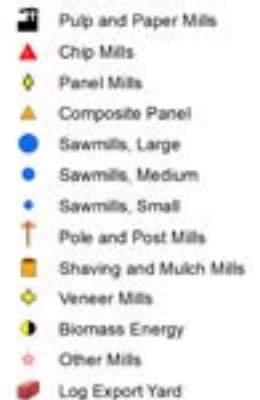 Pulp and Paper Mills
Chip Mills
Panel Mills
Composite Panel
Sawmills, Large
Sawmills, Medium
Sawmills, Small
Pole and Post Mills
Shaving and Mulch Mills
Veneer Mills
Biomass Energy
Other Mills
Log Export Yard